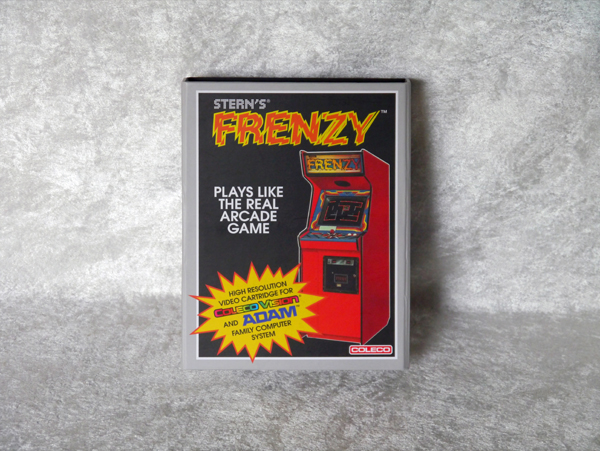 STERN'S®
FRENZY™
FRENZY
PLAYS LIKE
THE REAL
ARCADE
GAME
HIGH RESOLUTION
VIDEO CARTRIDGE FOR
COLECOVISION
AND ADAM™
FAMILY COMPUTER
SYSTEM
COLECO